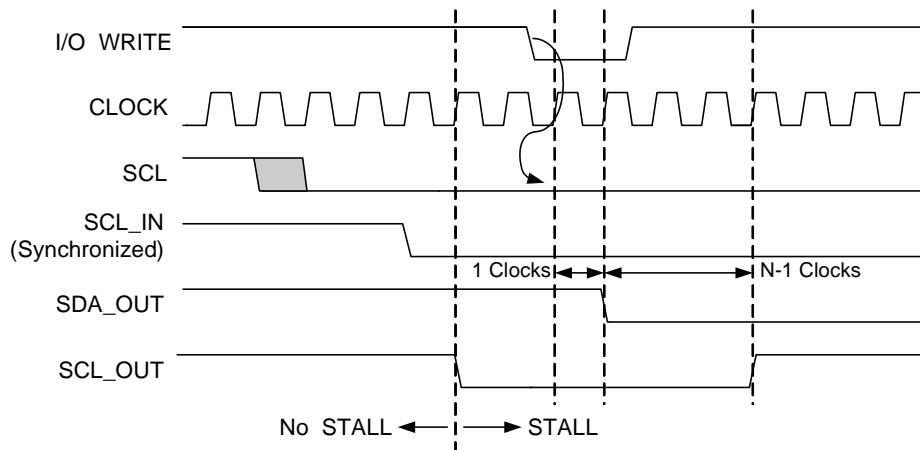 I/O WRITE
CLOCK
SCL
SCL_IN
(Synchronized)
1 Clocks
N-1 Clocks
SDA_OUT
SCL_OUT
No STALL
STALL